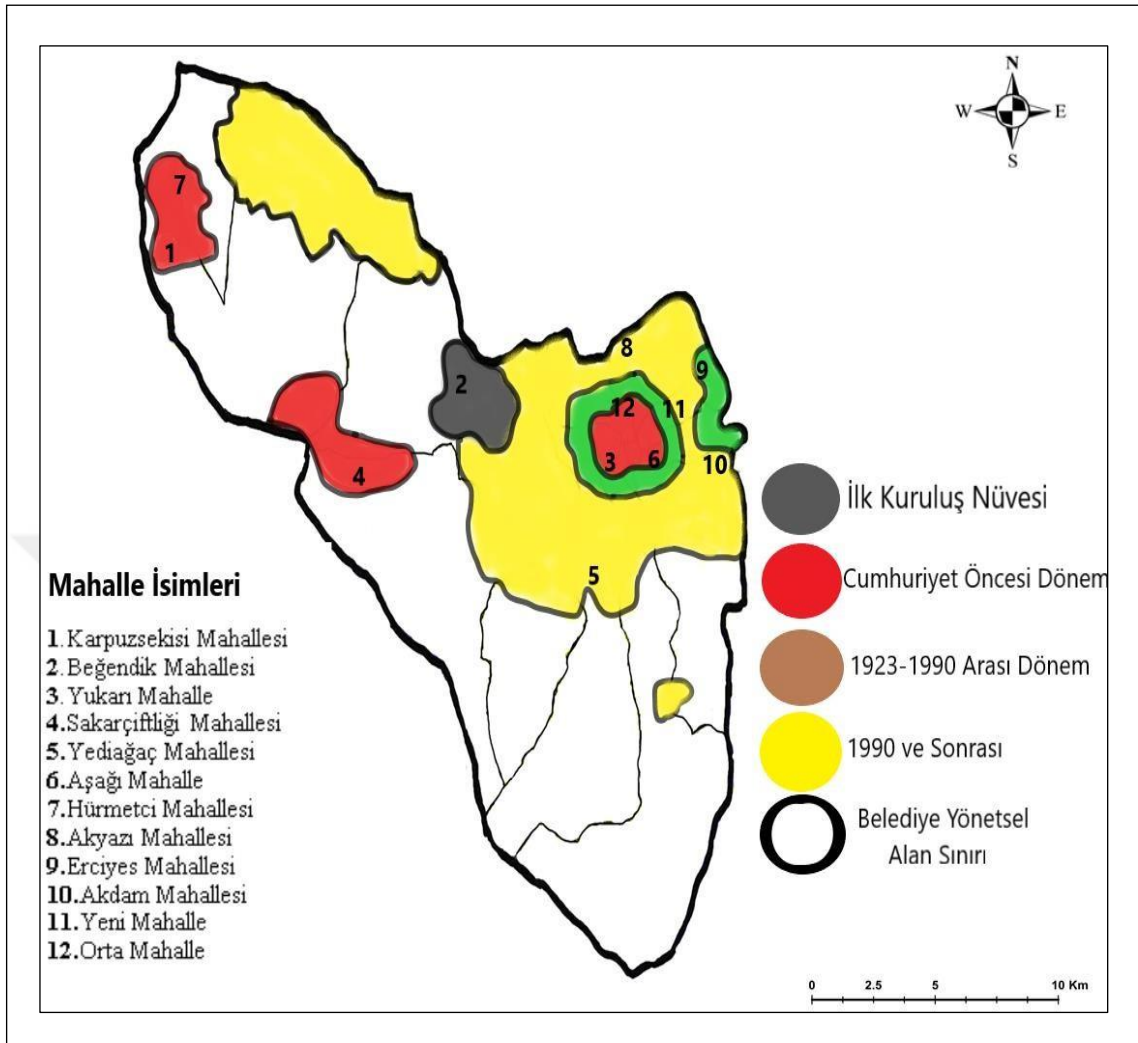 N
W E
S
7
1
8
9
2
12
11
3
6
10
4
5
İlk Kuruluş Nüvesi
Cumhuriyet Öncesi Dönem
1923-1990 Arası Dönem
1990 ve Sonrası
Belediye Yönetsel
Alan Sınırı
Mahalle İsimleri
1.Karpuzsekisi Mahallesi
2.Beğendik Mahallesi
3.Yukarı Mahalle
4.Sakarçiftliği Mahallesi
5.Yediağaç Mahallesi
6.Aşağı Mahalle
7.Hürmetci Mahallesi
8.Akyazı Mahallesi
9.Erciyes Mahallesi
10.Akdam Mahallesi
11.Yeni Mahalle
12.Orta Mahalle
0 2.5 5 10 Km